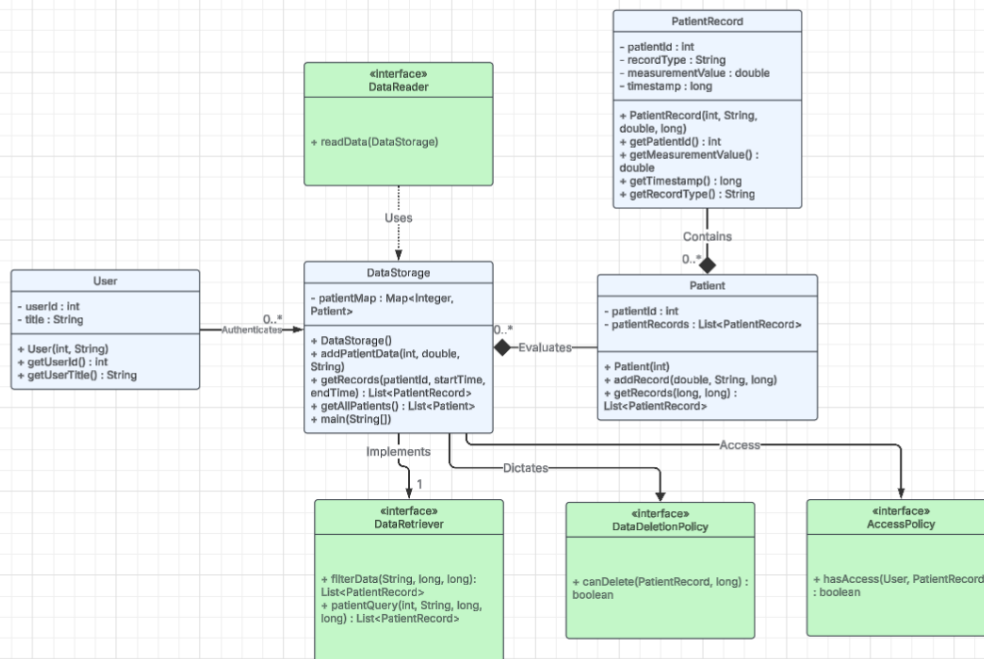 PatientRecord
- patientId : int
- recordType : String
- measurementValue : double
- timestamp : long
+ PatientRecord(int, String,
double, long)
+ getPatientId() : int
+ getMeasurementValue() :
double
+ getTimestamp() : long
+ getRecordType() : String
«interface»
DataReader
+ readData(DataStorage)
Uses
Contains
0..*
User
- userId : int
- title : String
+ User(int, String)
+ getUserId() : int
+ getUserTitle() : String
0..*
Authenticates
DataStorage
- patientMap : Map<Integer,
Patient>
+ DataStorage()
+ addPatientData(int, double,
String)
+ getRecords(patientId, startTime,
endTime) : List<PatientRecord>
+ getAllPatients() : List<Patient>
+ main(String[])
0..*
Evaluates
Patient
- patientId : int
- patientRecords : List<PatientRecord>
+ Patient(int)
+ addRecord(double, String, long)
+ getRecords(long, long) :
List<PatientRecord>
Implements
1
Dictates
Access
«interface»
DataRetriever
+ filterData(String, long, long):
List<PatientRecord>
+ patientQuery(int, String, long,
long) : List<PatientRecord>
«interface»
DataDeletionPolicy
+ canDelete(PatientRecord, long) :
boolean
«interface»
AccessPolicy
+ hasAccess(User, PatientRecord
: boolean